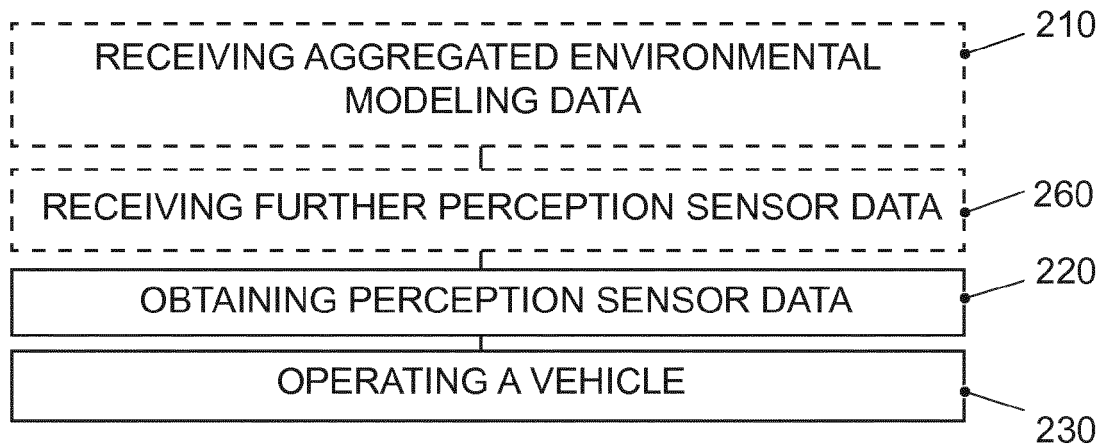 RECEIVING AGGREGATED ENVIRONMENTAL
MODELING DATA
210
RECEIVING FURTHER PERCEPTION SENSOR DATA
260
OBTAINING PERCEPTION SENSOR DATA
220
OPERATING A VEHICLE
230